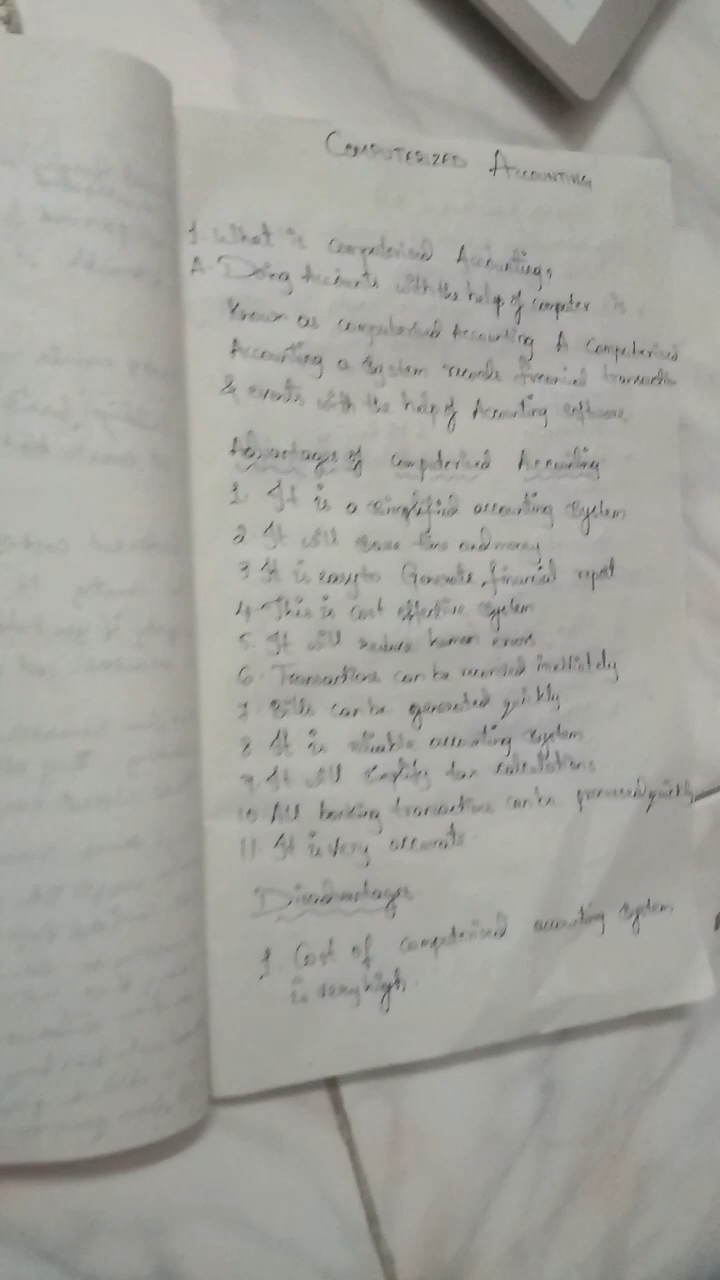 COMPUTERIZED ACCOUNTING
1. What is computerised Accounting,
A. Doing Accounts with the help of computer is
known as computerised Accounting A computerised
Accounting a system records financial transactio
& events with the help of Accounting software.
Advantages of computerised Accounting
1. It is a simplified accounting system
2 It will save time and money
3 It is easy to Generate financial report
4. This is cost effective system
5. It will reduce human errors
6. Transactions can be recorded
7. Bills can be generated quickly
8 It is reliable accounting system
9. It will simplify tax calculations
10 All banking transactions can be processed quickly
11 It is very accurate.
Disadvantages
1. Cost of computerised accounting system
is very high.